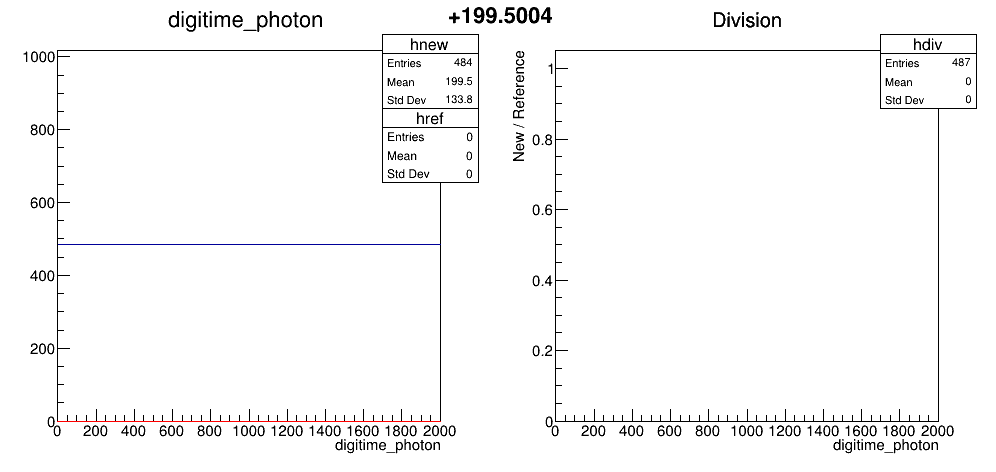 +199.5004
digitime_photon
hnew
Entries 484
Mean 199.5
Std Dev 133.8
href
Entries 0
Mean 0
Std Dev 0
1000
800
600
400
200
0
0 200 400 600 800 1000 1200 1400 1600 1800 2000
digitime_photon
Division
hdiv
Entries 487
Mean 0
Std Dev 0
New / Reference
1
0.8
0.6
0.4
0.2
0
0 200 400 600 800 1000 1200 1400 1600 1800 2000
digitime_photon